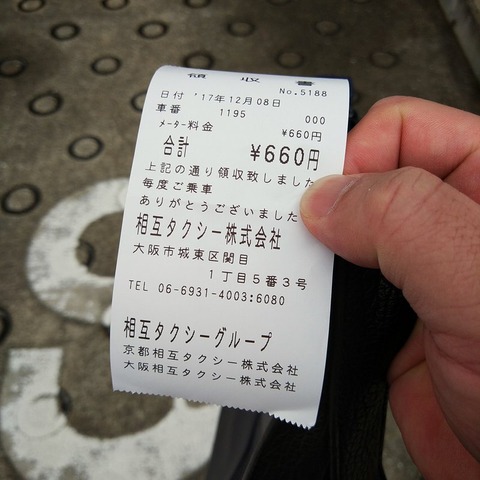 領収書
No.5188
日付 '17年12月08日
車番 1195 000
メーター料金 ¥660円
合計 ¥660円
上記の通り領収致しました
毎度ご乗車
ありがとうございました
相互タクシー株式会社
大阪市城東区関目
1丁目5番3号
TEL 06-6931-4003:6080
相互タクシーグループ
京都相互タクシー株式会社
大阪相互タクシー株式会社